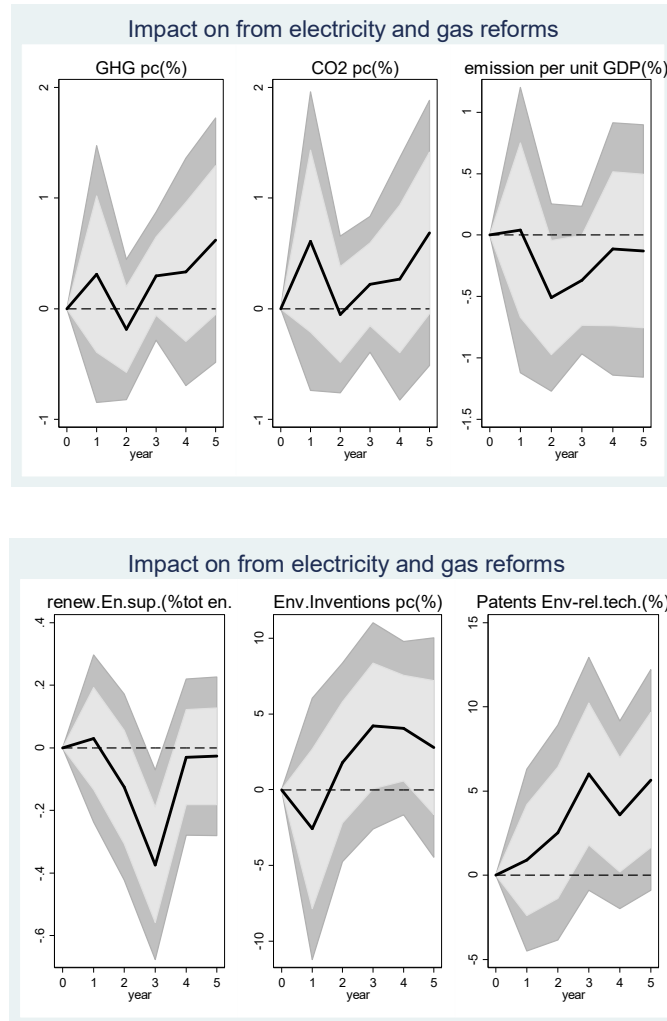 Impact on from electricity and gas reforms
GHG pc(%)
CO2 pc(%)
emission per unit GDP(%)
2
1
0
-1
0 1 2 3 4 5
year
2
1
0
-1
0 1 2 3 4 5
year
1
.5
0
-.5
-1
-1.5
0 1 2 3 4 5
year
Impact on from electricity and gas reforms
renew.En.sup.(%tot en.
Env.Inventions pc(%)
Patents Env-rel.tech.(%)
.4
.2
0
-.2
-.4
-.6
0 1 2 3 4 5
year
10
5
0
-5
-10
0 1 2 3 4 5
year
15
10
5
0
-5
0 1 2 3 4 5
year